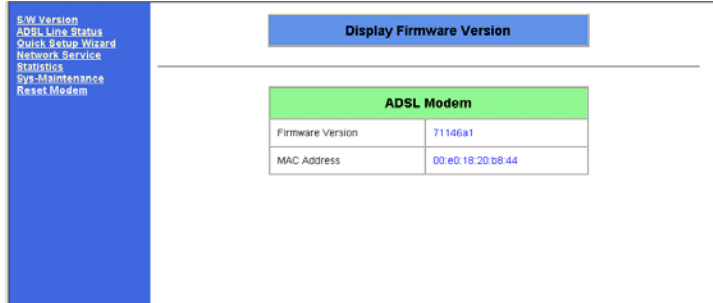 S/W Version
ADSL Line Status
Quick Setup Wizard
Network Service
Statistics
Sys-Maintenance
Reset Modem
Display Firmware Version
ADSL Modem
Firmware Version 71146a1
MAC Address 00:e0:18:20:b8:44